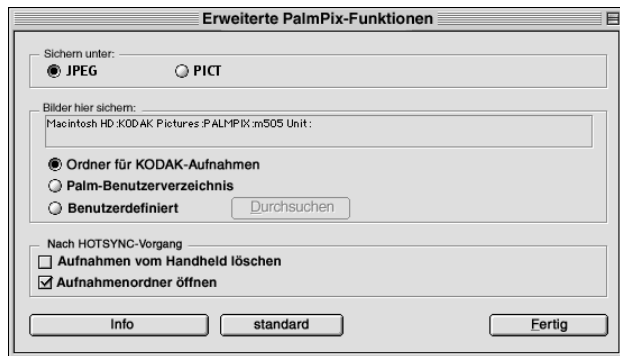 Erweiterte PalmPix-Funktionen
Sichern unter:
JPEG PICT
Bilder hier sichern:
Macintosh HD:KODAK Pictures:PALMPIX:m505 Unit:
Ordner für KODAK-Aufnahmen
Palm-Benutzerverzeichnis
Benutzerdefiniert Durchsuchen
Nach HOTSYNC-Vorgang
Aufnahmen vom Handheld löschen
Aufnahmenordner öffnen
Info standard Fertig